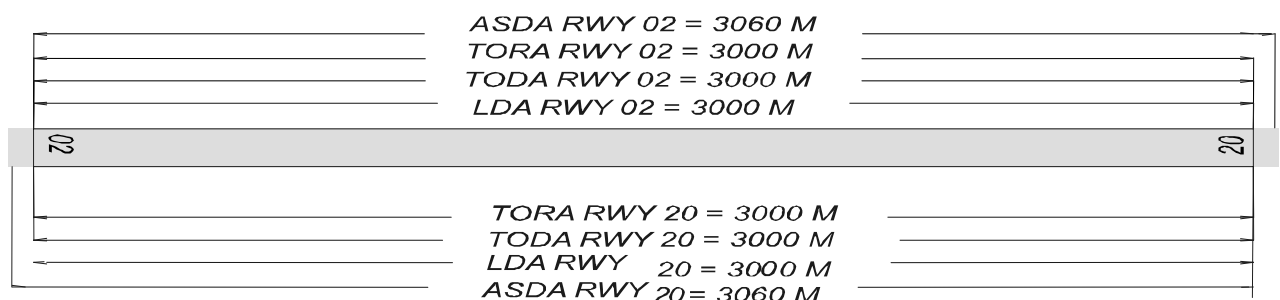 ASDA RWY 02 = 3060 M
TORA RWY 02 = 3000 M
TODA RWY 02 = 3000 M
LDA RWY 02 = 3000 M
02
20
TORA RWY 20 = 3000 M
TODA RWY 20 = 3000 M
LDA RWY 20 = 3000 M
ASDA RWY 20 = 3060 M